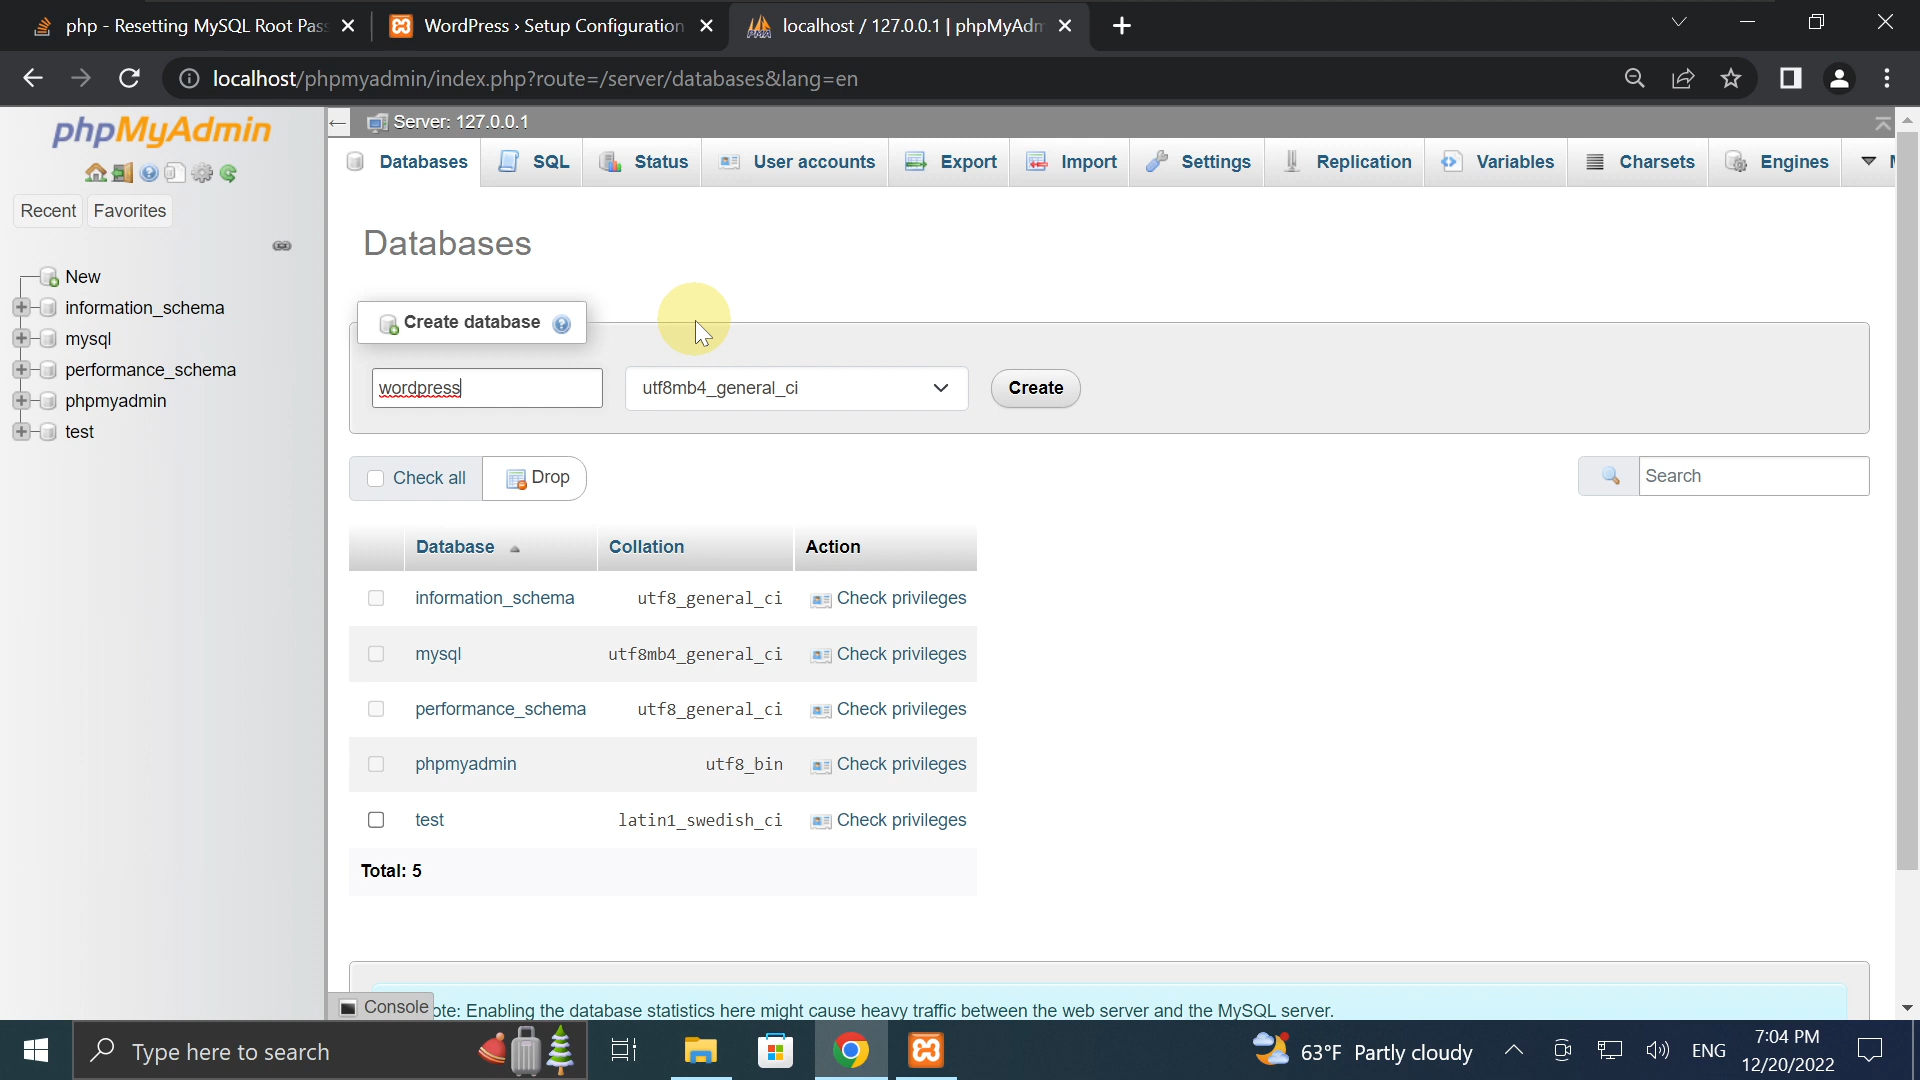 php - Resetting MySQL Root Pass
WordPress › Setup Configuration
localhost / 127.0.0.1 | phpMyAdm
localhost/phpmyadmin/index.php?route=/server/databases&lang=en
phpMyAdmin
Server: 127.0.0.1
Databases SQL Status User accounts Export Import Settings Replication Variables Charsets Engines
Recent Favorites
New
information_schema
mysql
performance_schema
phpmyadmin
test
Databases
Create database
wordpress utf8mb4_general_ci Create
Check all Drop Search
Database Collation Action
information_schema utf8_general_ci Check privileges
mysql utf8mb4_general_ci Check privileges
performance_schema utf8_general_ci Check privileges
phpmyadmin utf8_bin Check privileges
test latin1_swedish_ci Check privileges
Total: 5
Console ote: Enabling the database statistics here might cause heavy traffic between the web server and the MySQL server.
Type here to search 63°F Partly cloudy ENG 7:04 PM
12/20/2022